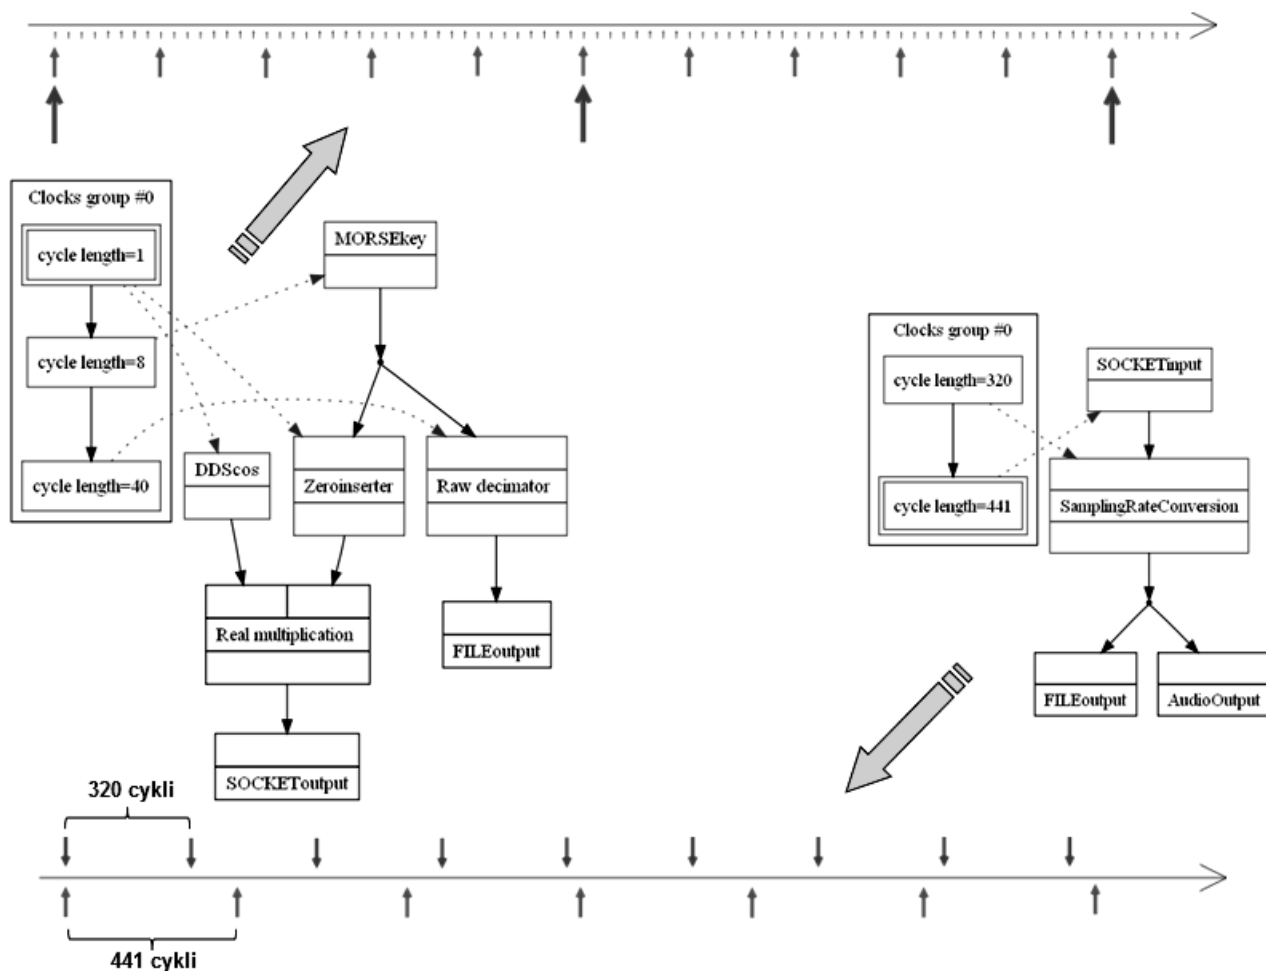 Clocks group #0
cycle length=1
MORSEkey
cycle length=8
Clocks group #0
SOCKETinput
cycle length=320
DDScos
cycle length=40
Zeroinserter
Raw decimator
cycle length=441
SamplingRateConversion
Real multiplication
FILEoutput
FILEoutput
AudioOutput
SOCKEToutput
320 cykli
441 cykli